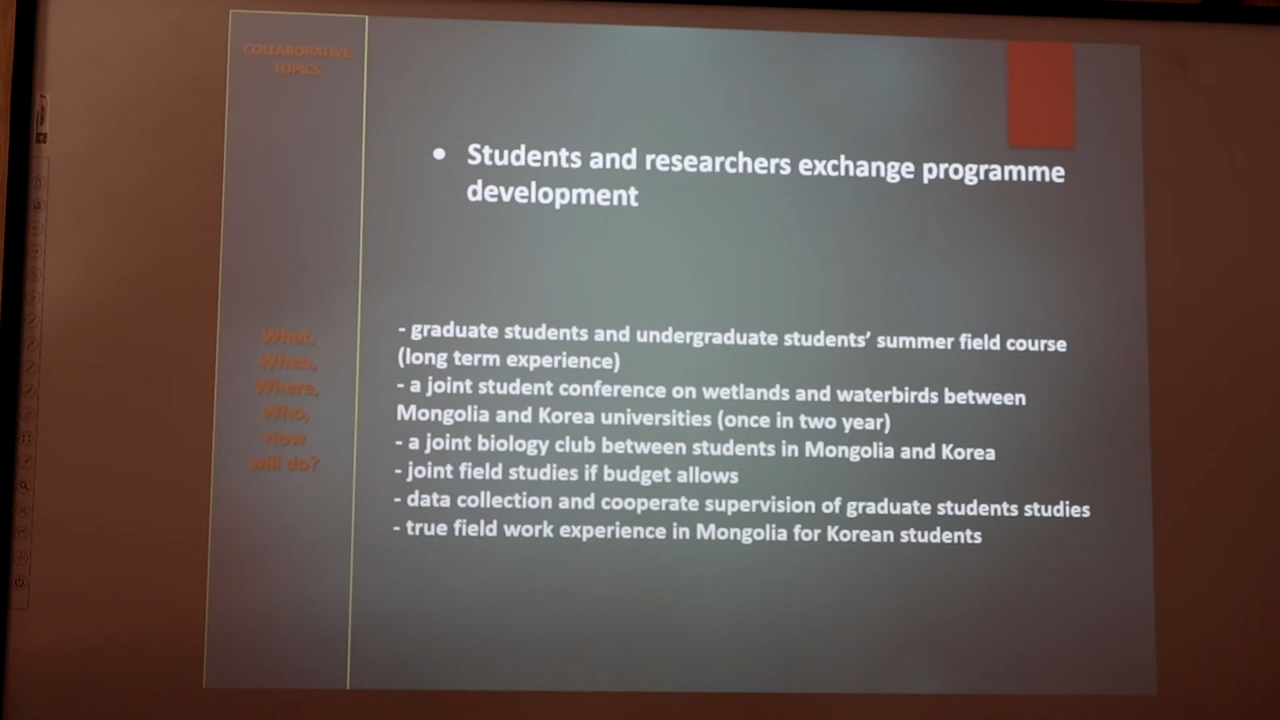 COLLABORATIVE
TOPICS
• Students and researchers exchange programme
development
What,
When,
Where,
Who,
How
will do?
- graduate students and undergraduate students’ summer field course
(long term experience)
- a joint student conference on wetlands and waterbirds between
Mongolia and Korea universities (once in two year)
- a joint biology club between students in Mongolia and Korea
- joint field studies if budget allows
- data collection and cooperate supervision of graduate students studies
- true field work experience in Mongolia for Korean students